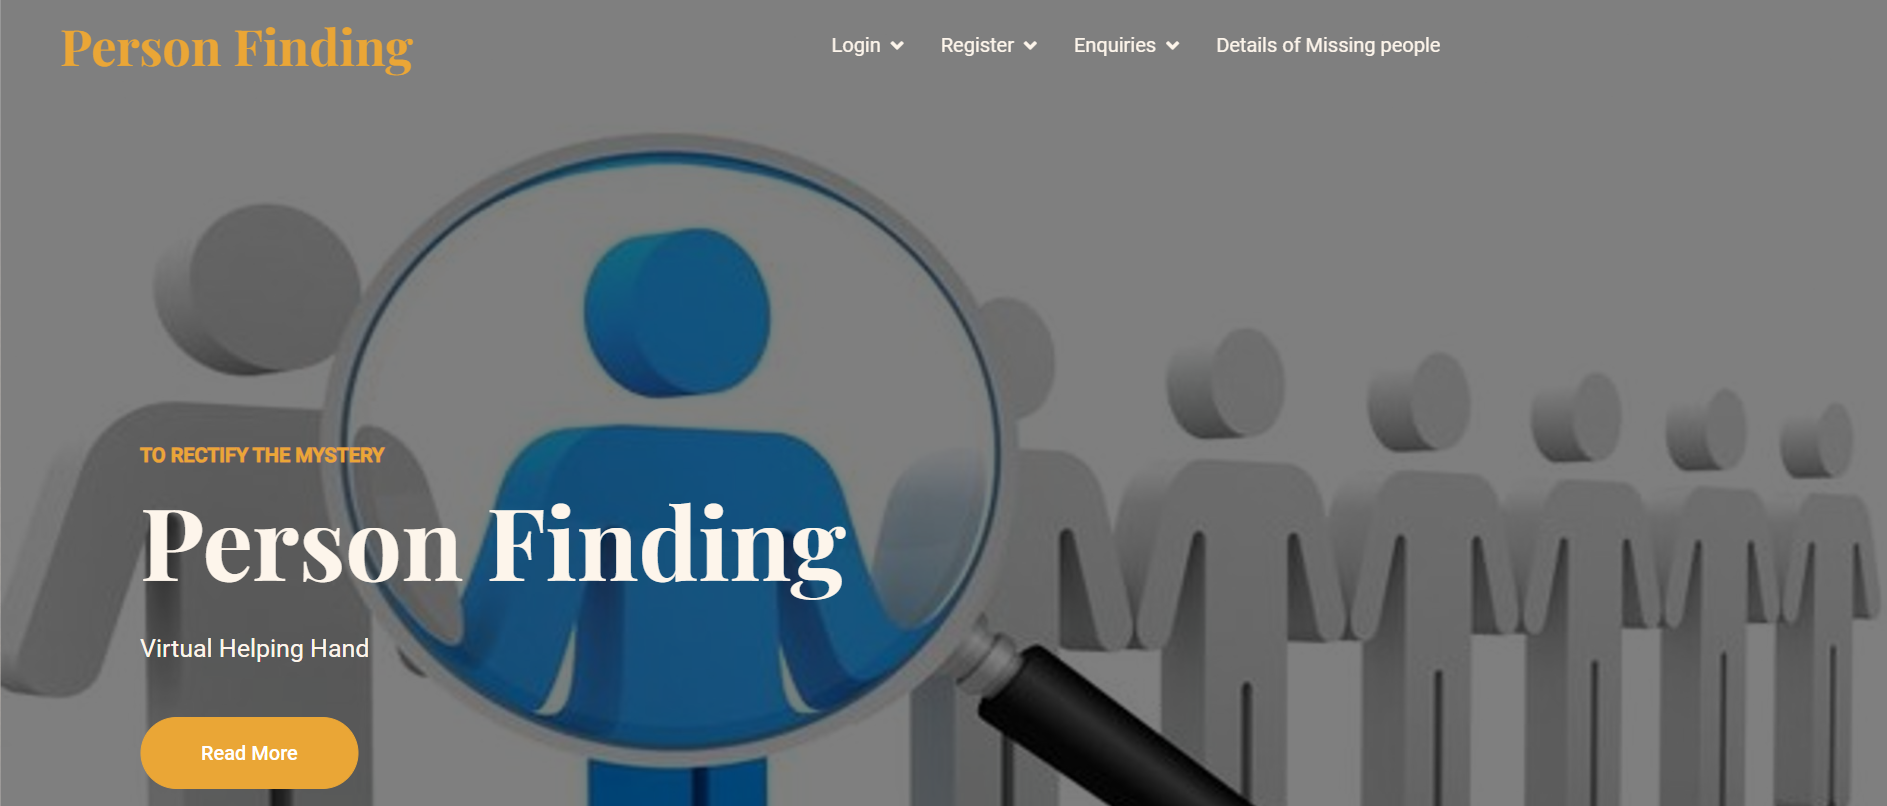 Person Finding
Login Register Enquiries Details of Missing people
TO RECTIFY THE MYSTERY
Person Finding
Virtual Helping Hand
Read More